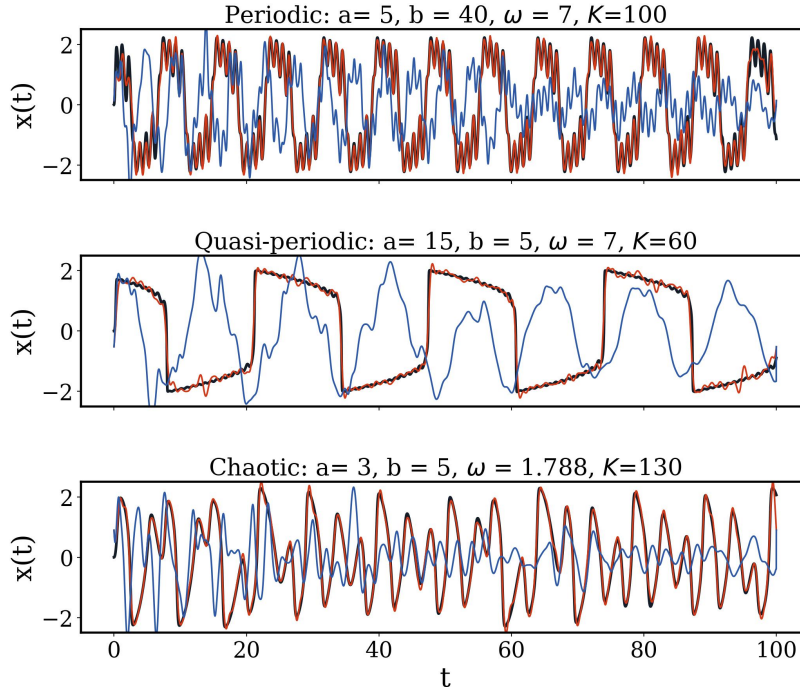 Periodic: a= 5, b = 40, ω = 7, K=100
2
0
−2
x(t)
Quasi-periodic: a= 15, b = 5, ω = 7, K=60
2
0
−2
x(t)
Chaotic: a= 3, b = 5, ω = 1.788, K=130
2
0
−2
x(t)
0 20 40 60 80 100
t